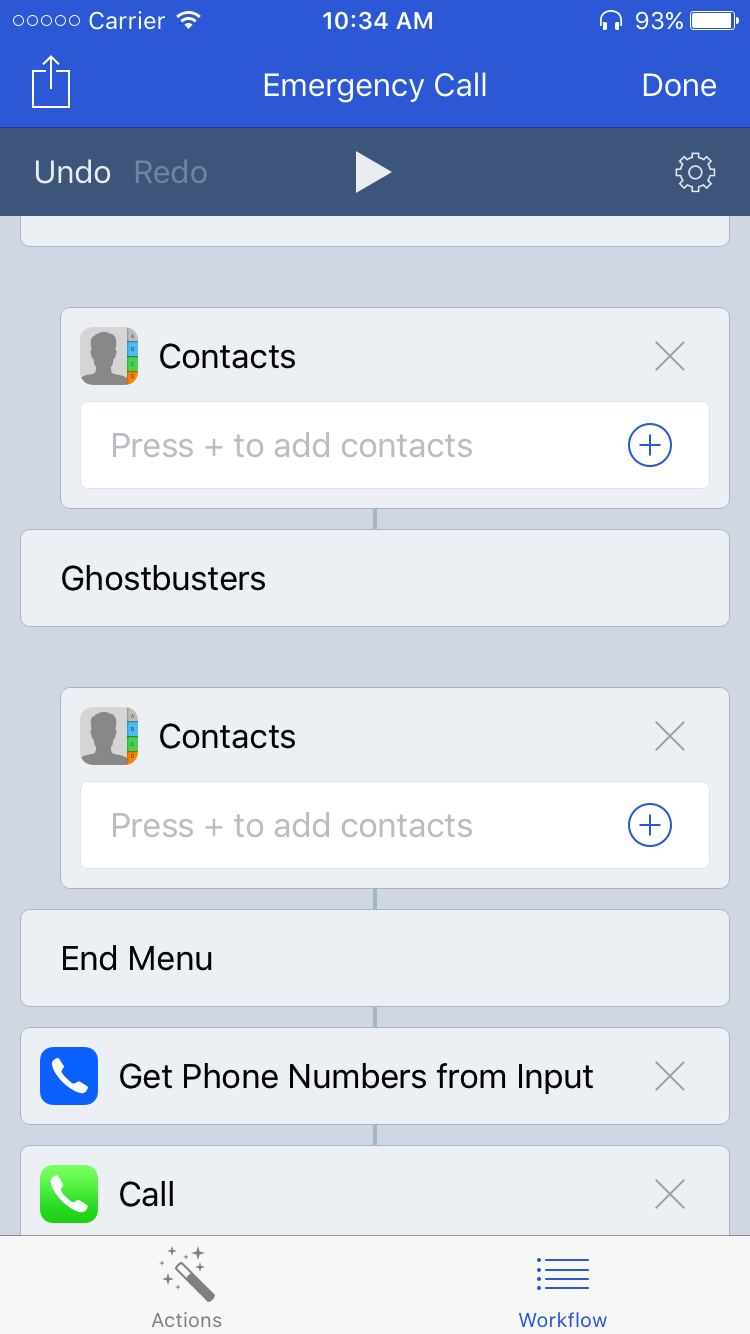 Carrier 10:34 AM 93%
Emergency Call Done
Undo Redo
Contacts
Press + to add contacts
Ghostbusters
Contacts
Press + to add contacts
End Menu
Get Phone Numbers from Input
Call
Actions Workflow